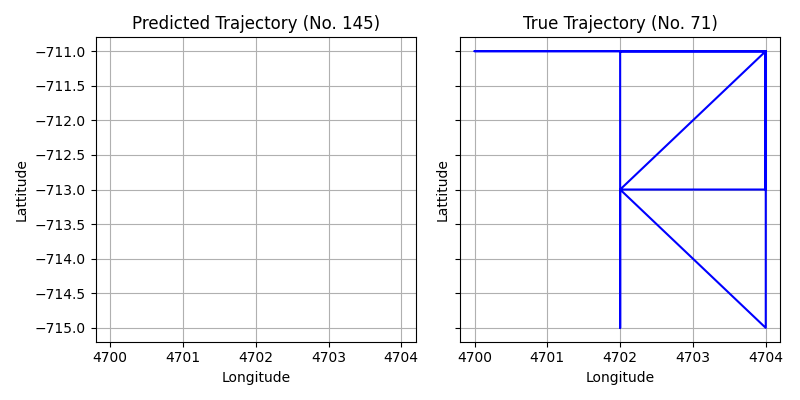 Predicted Trajectory (No. 145)
True Trajectory (No. 71)
−711.0
−711.5
−712.0
−712.5
−713.0
−713.5
−714.0
−714.5
−715.0
Lattitude
Lattitude
4700 4701 4702 4703 4704
4700 4701 4702 4703 4704
Longitude
Longitude